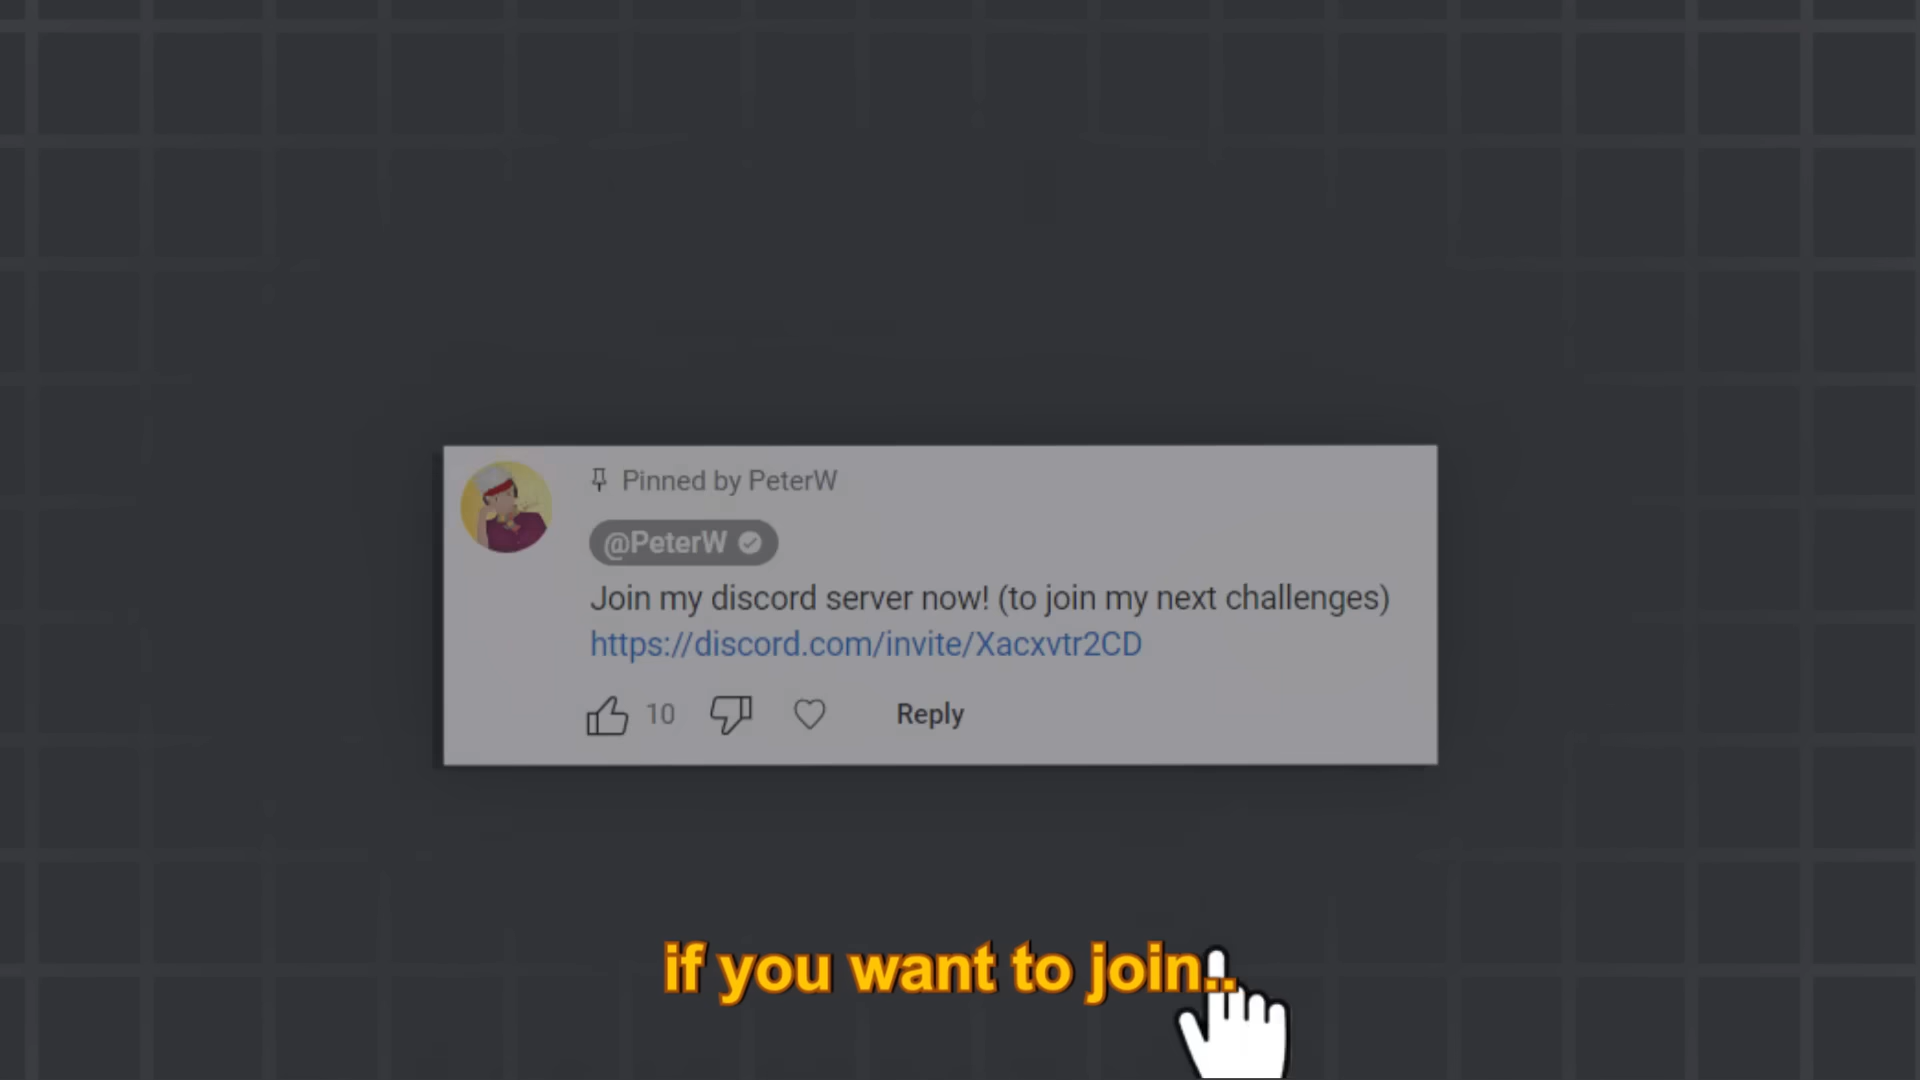 Pinned by PeterW
@PeterW
Join my discord server now! (to join my next challenges)
https://discord.com/invite/Xacxvtr2CD
10
Reply
if you want to join..